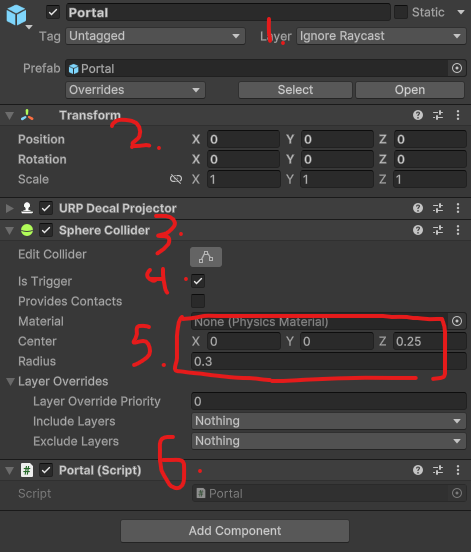 Portal Static
1.
Tag Untagged Layer Ignore Raycast
Prefab Portal
Overrides Select Open
Transform
2.
Position X 0 Y 0 Z 0
Rotation X 0 Y 0 Z 0
Scale X 1 Y 1 Z 1
URP Decal Projector
3.
Sphere Collider
Edit Collider
4.
Is Trigger
Provides Contacts
Material None (Physics Material)
5.
Center X 0 Y 0 Z 0.25
Radius 0.3
Layer Overrides
Layer Override Priority 0
Include Layers Nothing
Exclude Layers Nothing
6.
# Portal (Script)
Script # Portal
Add Component